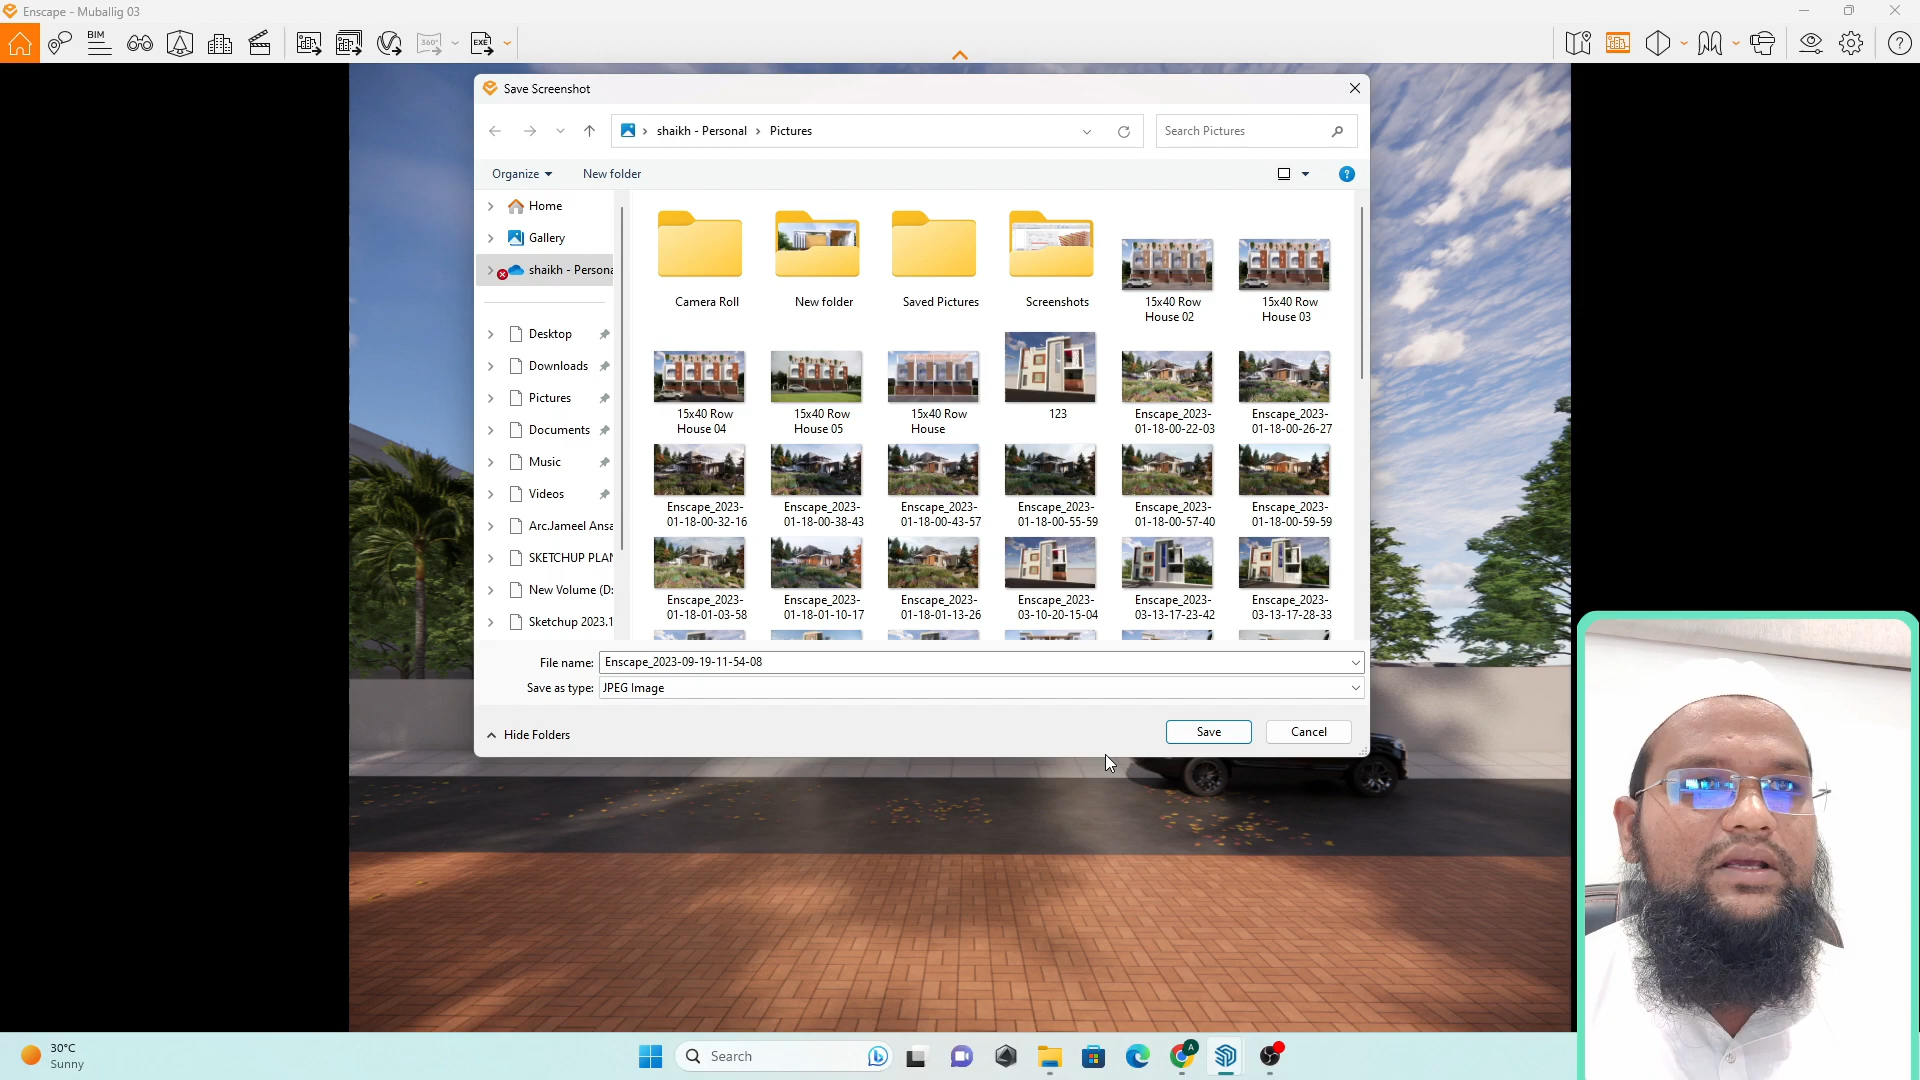 Enscape - Muballig 03
BIM
360°
EXE
Save Screenshot
shaikh - Personal > Pictures
Search Pictures
Organize
New folder
Home
Gallery
shaikh - Persona
Desktop
Downloads
Pictures
Documents
Music
Videos
Arc.Jameel Ansa
SKETCHUP PLAN
New Volume (D:
Sketchup 2023.1
Camera Roll
New folder
Saved Pictures
Screenshots
15x40 Row
House 02
15x40 Row
House 03
15x40 Row
House 04
15x40 Row
House 05
15x40 Row
House
123
Enscape_2023-
01-18-00-22-03
Enscape_2023-
01-18-00-26-27
Enscape_2023-
01-18-00-32-16
Enscape_2023-
01-18-00-38-43
Enscape_2023-
01-18-00-43-57
Enscape_2023-
01-18-00-55-59
Enscape_2023-
01-18-00-57-40
Enscape_2023-
01-18-00-59-59
Enscape_2023-
01-18-01-03-58
Enscape_2023-
01-18-01-10-17
Enscape_2023-
01-18-01-13-26
Enscape_2023-
03-10-20-15-04
Enscape_2023-
03-13-17-23-42
Enscape_2023-
03-13-17-28-33
File name: Enscape_2023-09-19-11-54-08
Save as type: JPEG Image
Hide Folders
Save
Cancel
30°C
Sunny
Search
A